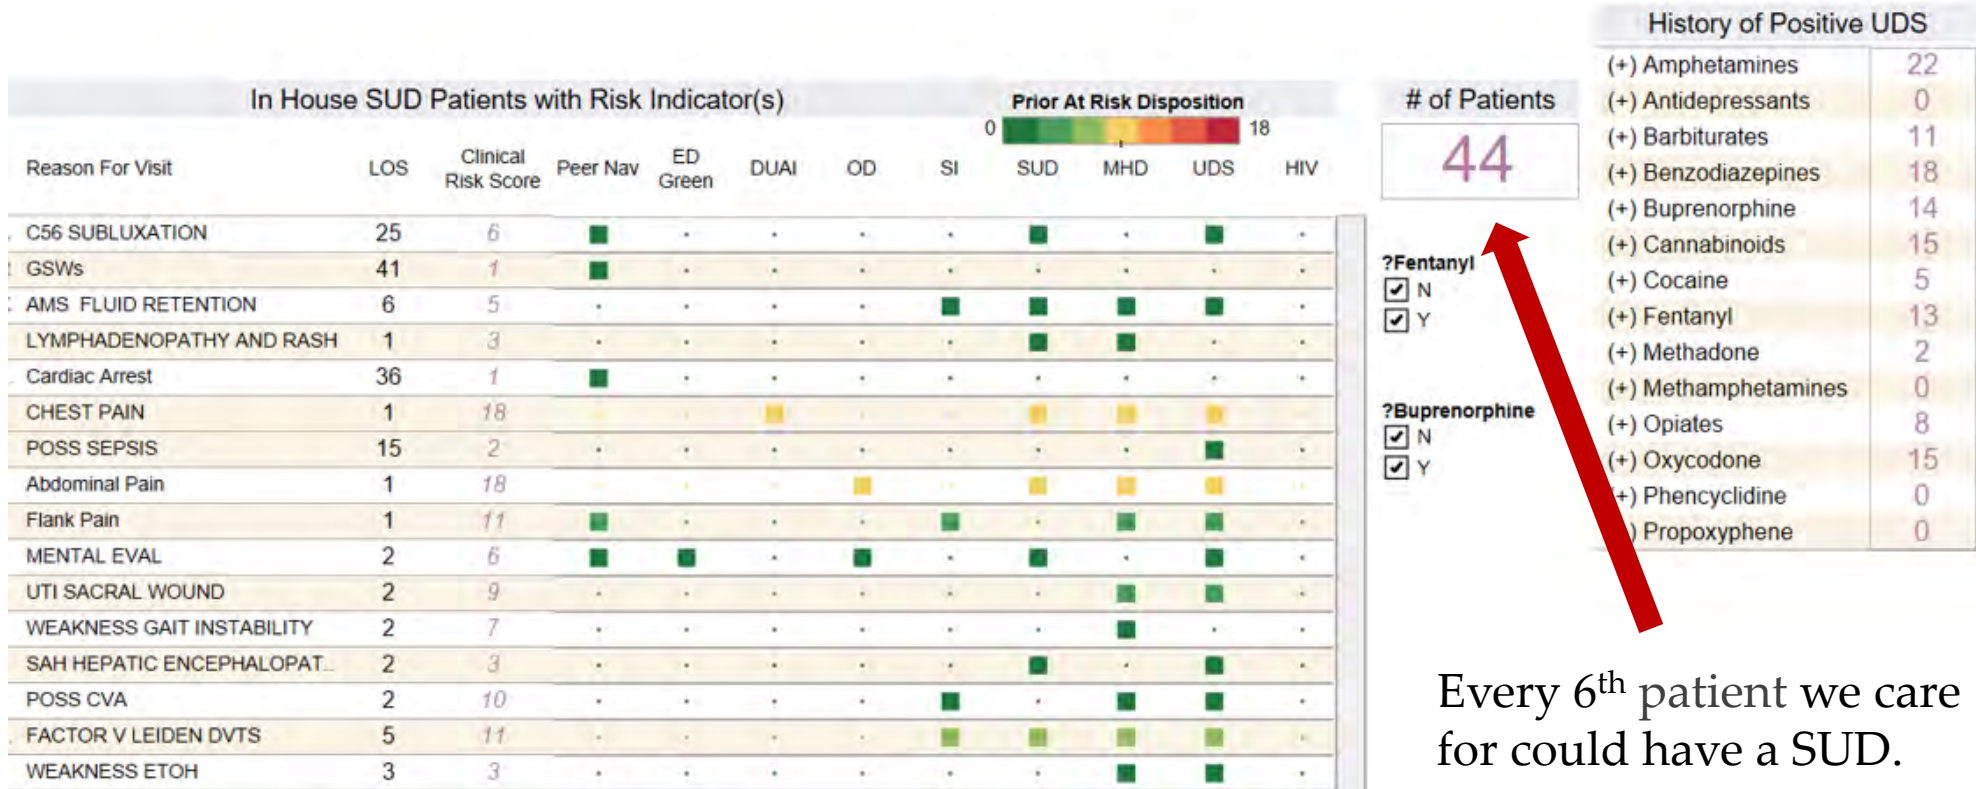 In House SUD Patients with Risk Indicator(s)
Prior At Risk Disposition
0 18
Reason For Visit LOS Clinical Risk Score Peer Nav ED Green DUAI OD SI SUD MHD UDS HIV
C56 SUBLUXATION 25 6
GSWs 41 1
AMS FLUID RETENTION 6 5
LYMPHADENOPATHY AND RASH 1 3
Cardiac Arrest 36 1
CHEST PAIN 1 18
POSS SEPSIS 15 2
Abdominal Pain 1 18
Flank Pain 1 11
MENTAL EVAL 2 6
UTI SACRAL WOUND 2 9
WEAKNESS GAIT INSTABILITY 2 7
SAH HEPATIC ENCEPHALOPAT... 2 3
POSS CVA 2 10
FACTOR V LEIDEN DVTS 5 11
WEAKNESS ETOH 3 3
# of Patients
44
?Fentanyl
N
Y
?Buprenorphine
N
Y
History of Positive UDS
(+) Amphetamines 22
(+) Antidepressants 0
(+) Barbiturates 11
(+) Benzodiazepines 18
(+) Buprenorphine 14
(+) Cannabinoids 15
(+) Cocaine 5
(+) Fentanyl 13
(+) Methadone 2
(+) Methamphetamines 0
(+) Opiates 8
(+) Oxycodone 15
+) Phencyclidine 0
) Propoxyphene 0
Every 6th patient we care
for could have a SUD.